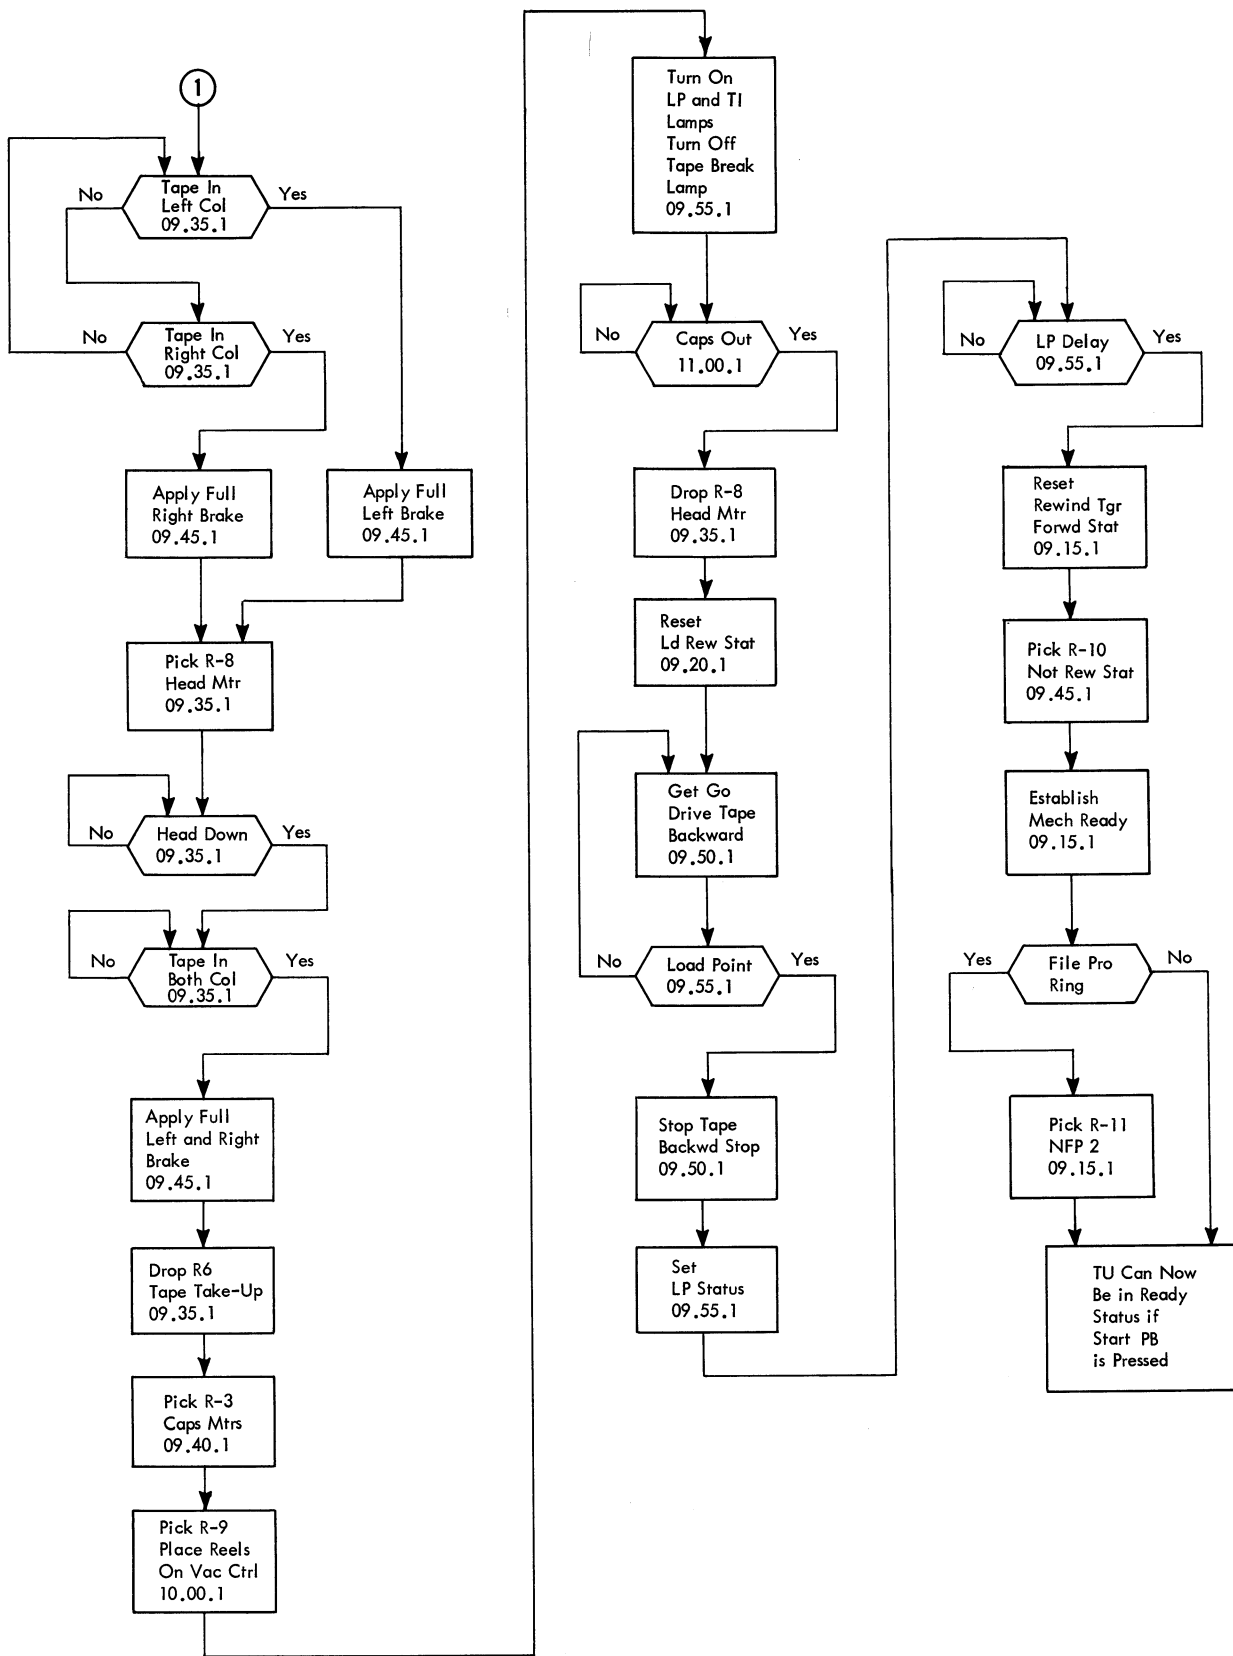 1
No
Tape In
Left Col
09.35.1
Yes
No
Tape In
Right Col
09.35.1
Yes
Apply Full
Right Brake
09.45.1
Apply Full
Left Brake
09.45.1
Pick R-8
Head Mtr
09.35.1
No
Head Down
09.35.1
Yes
No
Tape In
Both Col
09.35.1
Yes
Apply Full
Left and Right
Brake
09.45.1
Drop R6
Tape Take-Up
09.35.1
Pick R-3
Caps Mtrs
09.40.1
Pick R-9
Place Reels
On Vac Ctrl
10.00.1
Turn On
LP and TI
Lamps
Turn Off
Tape Break
Lamp
09.55.1
No
Caps Out
11.00.1
Yes
Drop R-8
Head Mtr
09.35.1
Reset
Ld Rew Stat
09.20.1
Get Go
Drive Tape
Backward
09.50.1
No
Load Point
09.55.1
Yes
Stop Tape
Backwd Stop
09.50.1
Set
LP Status
09.55.1
No
LP Delay
09.55.1
Yes
Reset
Rewind Tgr
Forwd Stat
09.15.1
Pick R-10
Not Rew Stat
09.45.1
Establish
Mech Ready
09.15.1
Yes
File Pro
Ring
No
Pick R-11
NFP 2
09.15.1
TU Can Now
Be in Ready
Status if
Start PB
is Pressed